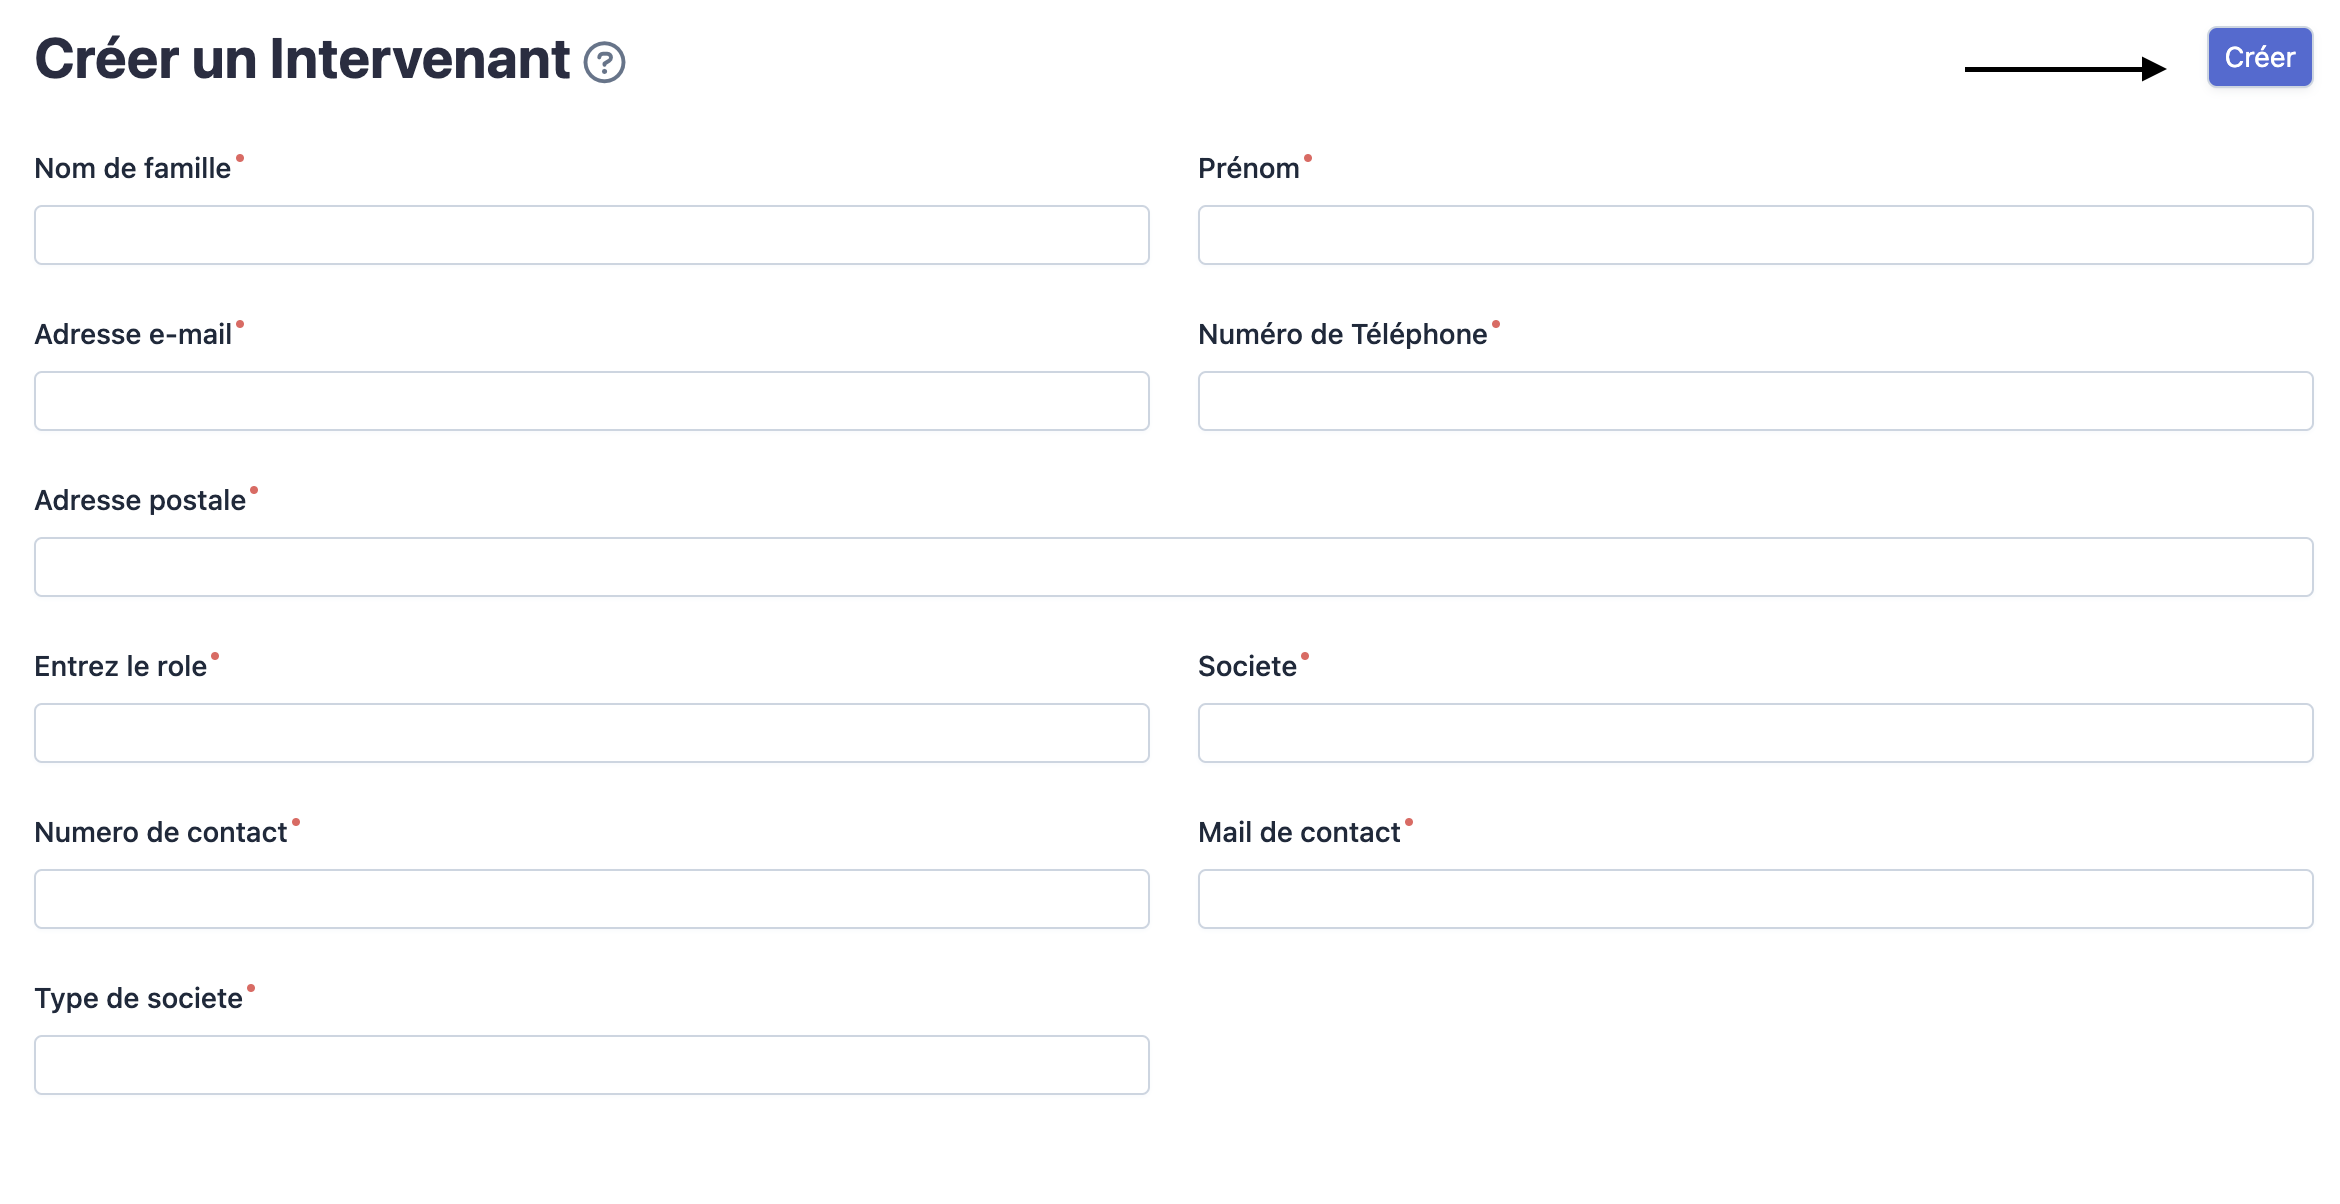 Créer un Intervenant ?
Créer
Nom de famille
Prénom
Adresse e-mail
Numéro de Téléphone
Adresse postale
Entrez le role
Societe
Numero de contact
Mail de contact
Type de societe